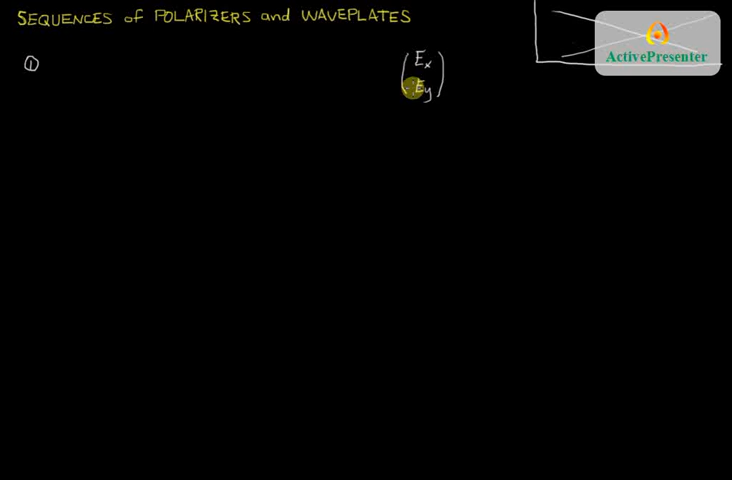 SEQUENCES of POLARIZERS and WAVEPLATES
①
Ex
Ey
ActivePresenter